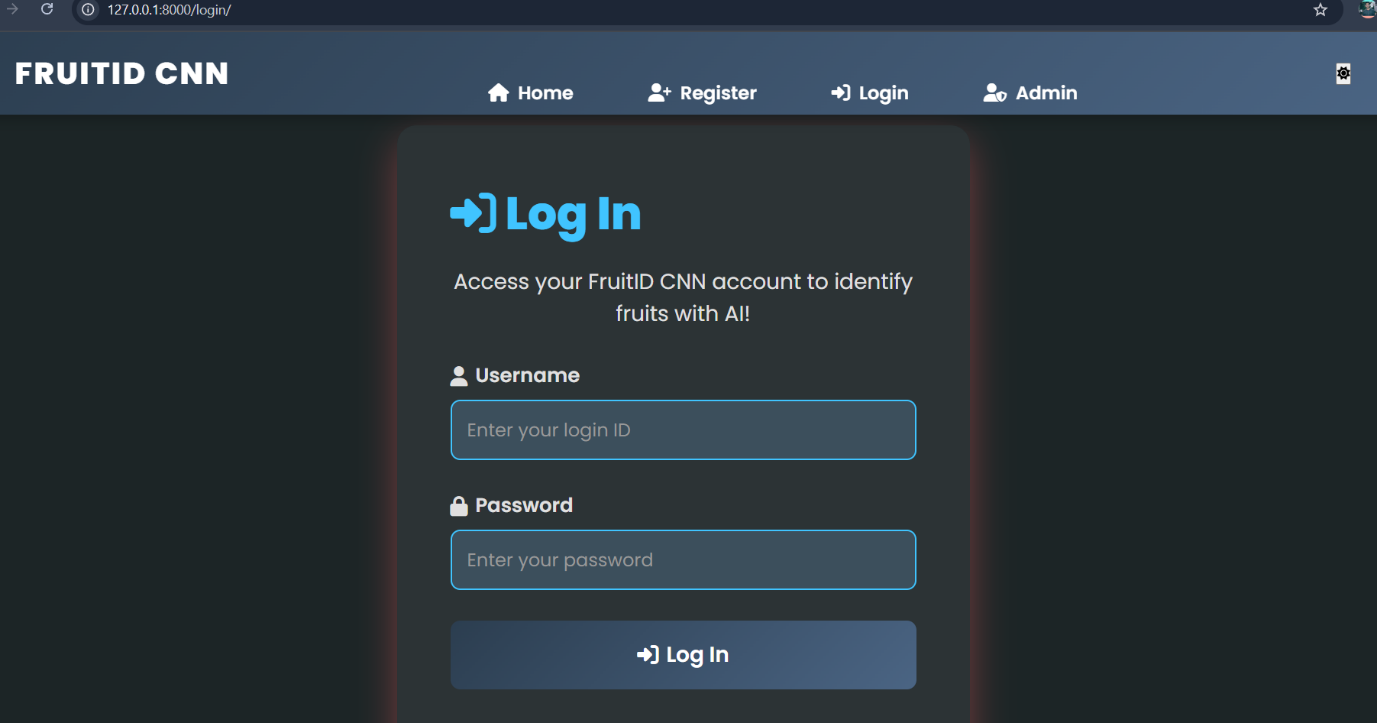 127.0.0.1:8000/login/
FRUITID CNN
Home Register Login Admin
Log In
Access your FruitID CNN account to identify
fruits with AI!
Username
Enter your login ID
Password
Enter your password
Log In